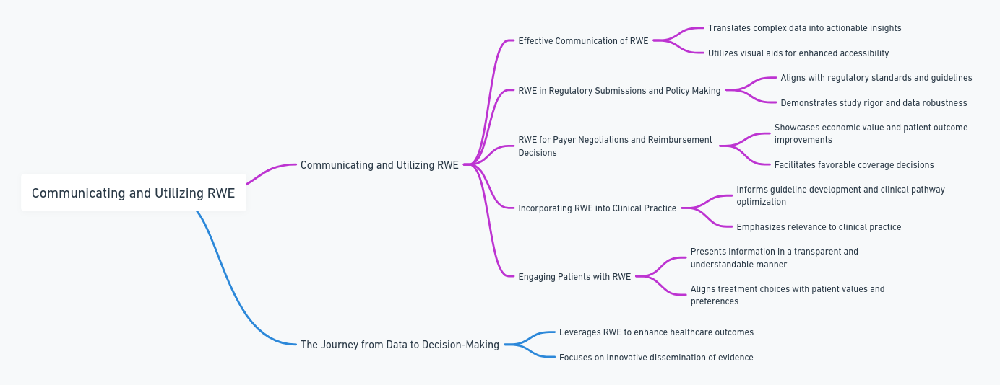 Communicating and Utilizing RWE
Communicating and Utilizing RWE
Effective Communication of RWE
Translates complex data into actionable insights
Utilizes visual aids for enhanced accessibility
RWE in Regulatory Submissions and Policy Making
Aligns with regulatory standards and guidelines
Demonstrates study rigor and data robustness
RWE for Payer Negotiations and Reimbursement
Decisions
Showcases economic value and patient outcome
improvements
Facilitates favorable coverage decisions
Incorporating RWE into Clinical Practice
Informs guideline development and clinical pathway
optimization
Emphasizes relevance to clinical practice
Engaging Patients with RWE
Presents information in a transparent and
understandable manner
Aligns treatment choices with patient values and
preferences
The Journey from Data to Decision-Making
Leverages RWE to enhance healthcare outcomes
Focuses on innovative dissemination of evidence